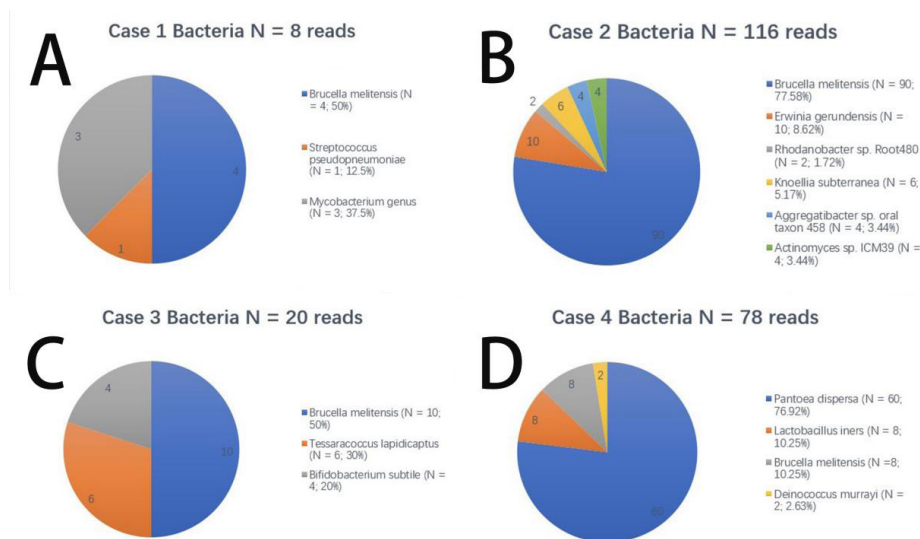 A
Case 1 Bacteria N = 8 reads
3
4
1
Brucella melitensis (N
= 4; 50%)
Streptococcus
pseudopneumoniae
(N = 1; 12.5%)
Mycobacterium genus
(N = 3; 37.5%)
B
Case 2 Bacteria N = 116 reads
4
4
6
2
10
90
Brucella melitensis (N = 90;
77.58%)
Erwinia gerundensis (N =
10; 8.62%)
Rhodanobacter sp. Root480
(N = 2; 1.72%)
Knoellia subterranea (N = 6;
5.17%)
Aggregatibacter sp. oral
taxon 458 (N = 4; 3.44%)
Actinomyces sp. ICM39 (N =
4; 3.44%)
C
Case 3 Bacteria N = 20 reads
4
10
6
Brucella melitensis (N = 10;
50%)
Tessaracoccus lapidicaptus
(N = 6; 30%)
Bifidobacterium subtile (N =
4; 20%)
D
Case 4 Bacteria N = 78 reads
2
8
8
60
Pantoea dispersa (N = 60;
76.92%)
Lactobacillus iners (N = 8;
10.25%)
Brucella melitensis (N =8;
10.25%)
Deinococcus murrayi (N =
2; 2.63%)